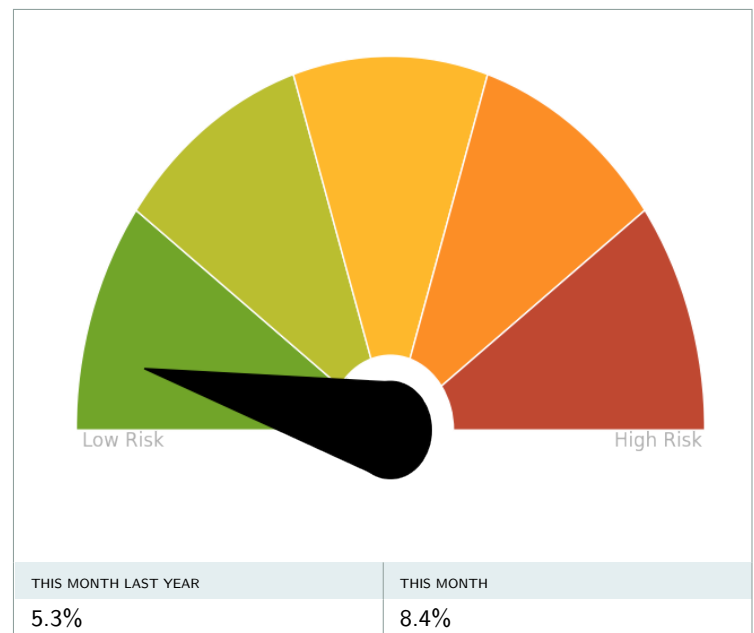 Low Risk
High Risk
THIS MONTH LAST YEAR
THIS MONTH
5.3%
8.4%